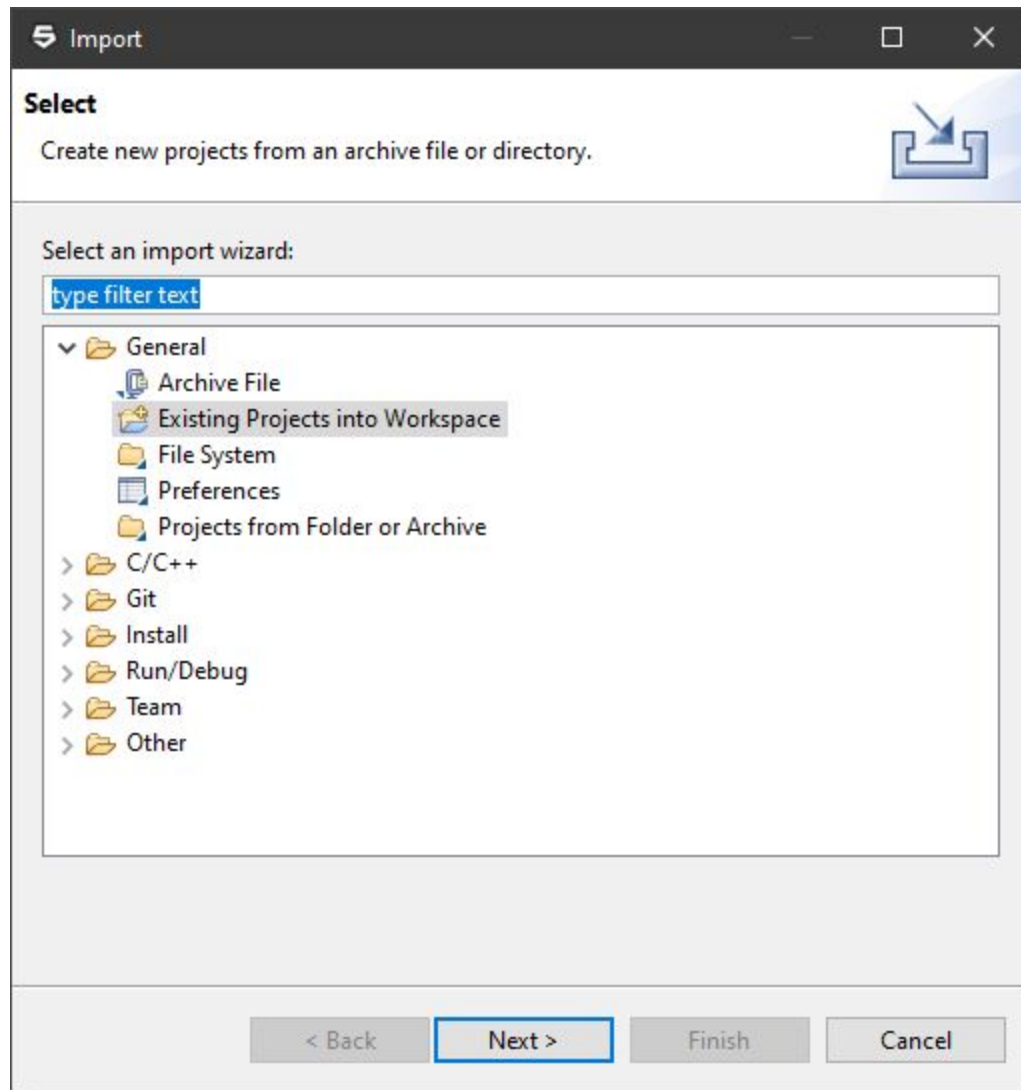 Import
Select
Create new projects from an archive file or directory.
Select an import wizard:
type filter text
General
Archive File
Existing Projects into Workspace
File System
Preferences
Projects from Folder or Archive
C/C++
Git
Install
Run/Debug
Team
Other
< Back Next > Finish Cancel